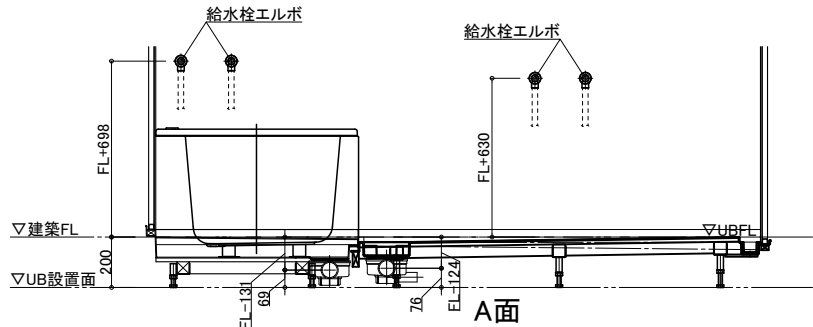 給水栓エルボ
給水栓エルボ
FL+698
FL+630
▽建築FL
▽UBFL
200
▽UB設置面
FL-131
69
76
FL-124
A面